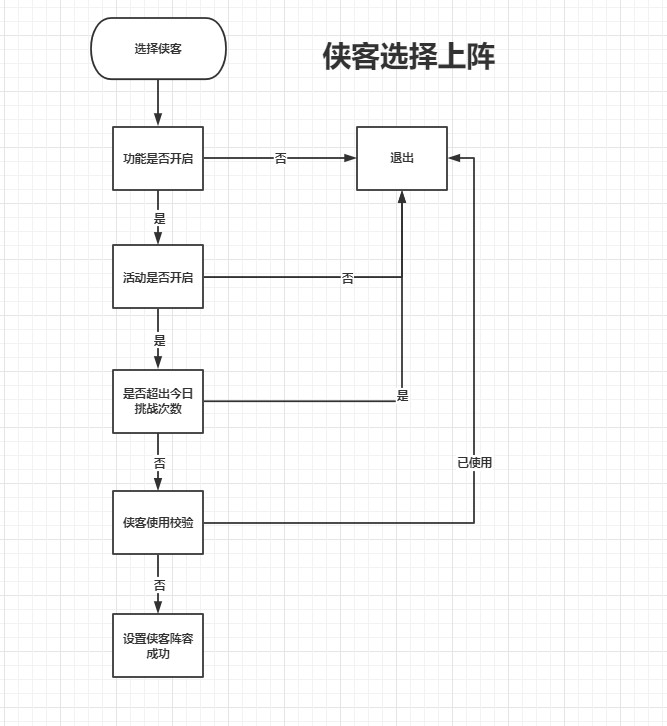 侠客选择上阵
选择侠客
功能是否开启
否
退出
是
活动是否开启
否
是
是否超出今日
挑战次数
是
否
已使用
侠客使用校验
否
设置侠客阵容
成功